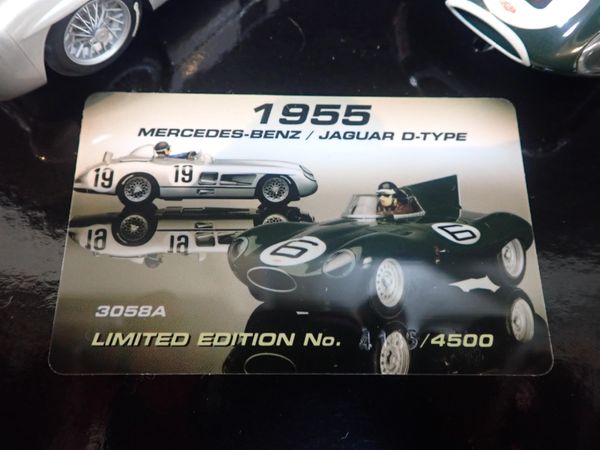 1955
MERCEDES-BENZ / JAGUAR D-TYPE
19
19
6
6
3058A
LIMITED EDITION No. /4500